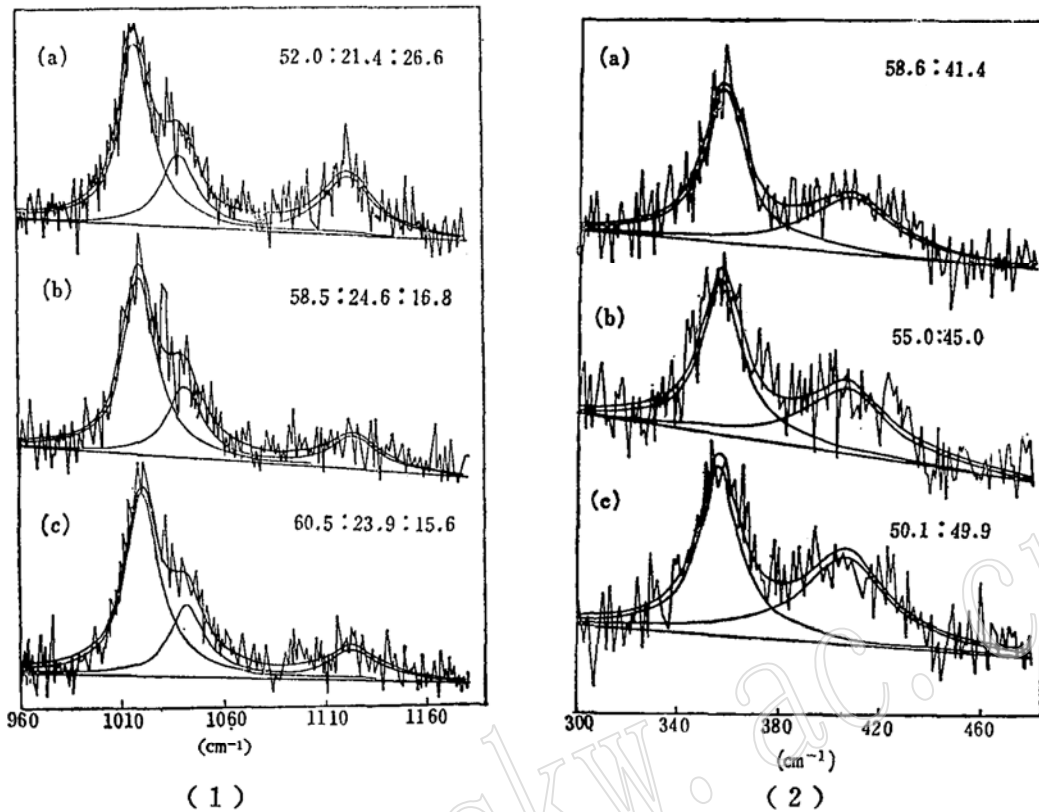 (a)
52.0:21.4:26.6
(b)
58.5:24.6:16.8
(c)
60.5:23.9:15.6
960 1010 1060 1110 1160
(cm⁻¹)
(1)
(a)
58.6:41.4
(b)
55.0:45.0
(c)
50.1:49.9
300 340 380 420 460
(cm⁻¹)
(2)
skw.ac.c